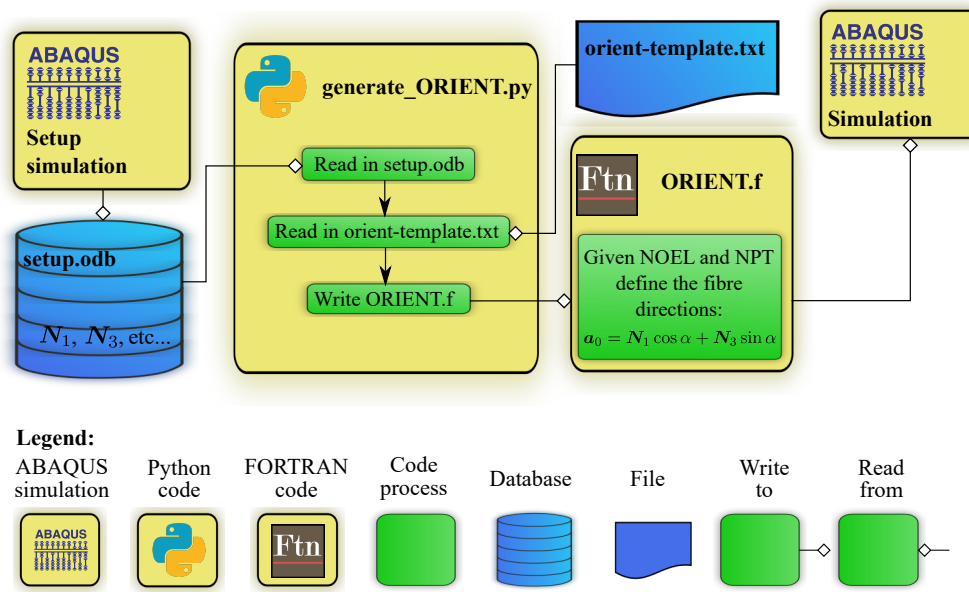 ABAQUS
Setup
simulation
setup.odb
N₁, N₃, etc...
generate_ORIENT.py
Read in setup.odb
Read in orient-template.txt
Write ORIENT.f
orient-template.txt
Ftn
ORIENT.f
Given NOEL and NPT
define the fibre
directions:
a₀ = N₁ cos α + N₃ sin α
ABAQUS
Simulation
Legend:
ABAQUS
simulation
Python
code
FORTRAN
code
Code
process
Database
File
Write
to
Read
from
ABAQUS
Ftn